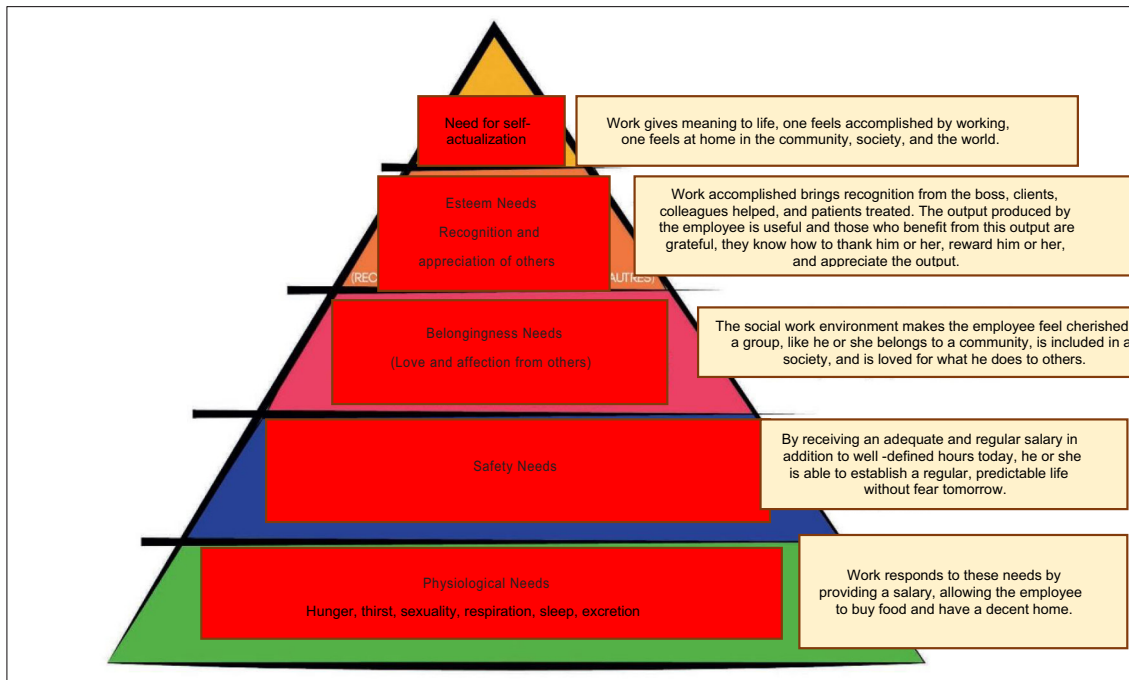 Need for self-
actualization
Work gives meaning to life, one feels accomplished by working,
one feels at home in the community, society, and the world.
Esteem Needs
Recognition and
appreciation of others
(REC
AUTRES)
Work accomplished brings recognition from the boss, clients,
colleagues helped, and patients treated. The output produced by
the employee is useful and those who benefit from this output are
grateful, they know how to thank him or her, reward him or her,
and appreciate the output.
Belongingness Needs
(Love and affection from others)
The social work environment makes the employee feel cherished
a group, like he or she belongs to a community, is included in a
society, and is loved for what he does to others.
Safety Needs
By receiving an adequate and regular salary in
addition to well -defined hours today, he or she
is able to establish a regular, predictable life
without fear tomorrow.
Physiological Needs
Hunger, thirst, sexuality, respiration, sleep, excretion
Work responds to these needs by
providing a salary, allowing the employee
to buy food and have a decent home.